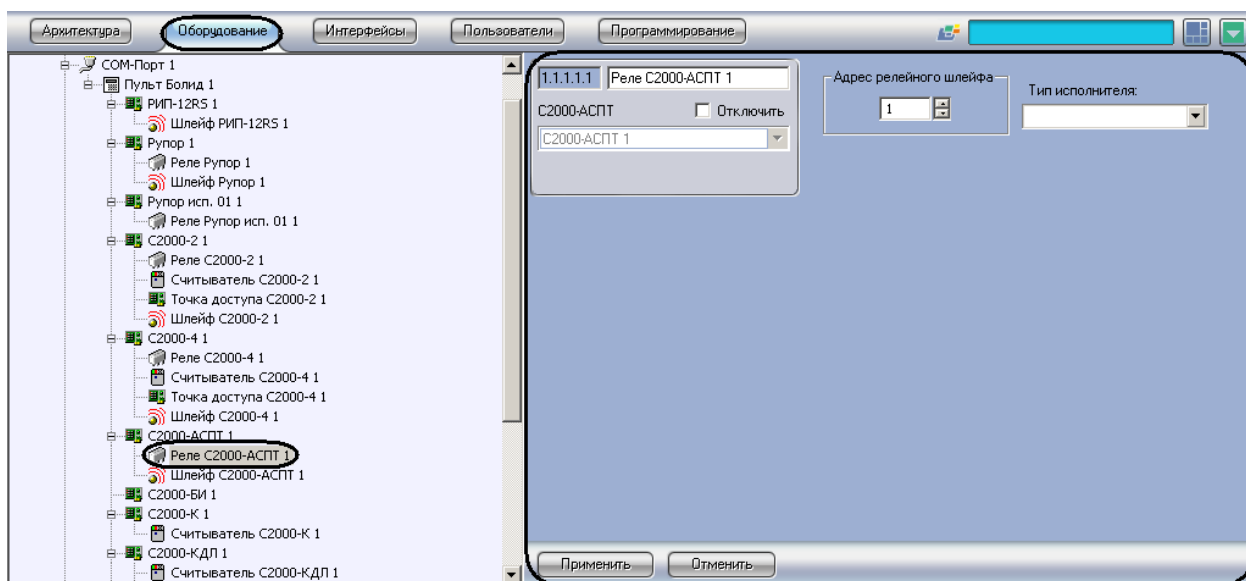 Архитектура Оборудование Интерфейсы Пользователи Программирование
COM-Порт 1
Пульт Болид 1
РИП-12RS 1
Шлейф РИП-12RS 1
Рупор 1
Реле Рупор 1
Шлейф Рупор 1
Рупор исп. 01 1
Реле Рупор исп. 01 1
С2000-2 1
Реле С2000-2 1
Считыватель С2000-2 1
Точка доступа С2000-2 1
Шлейф С2000-2 1
С2000-4 1
Реле С2000-4 1
Считыватель С2000-4 1
Точка доступа С2000-4 1
Шлейф С2000-4 1
С2000-АСПТ 1
Реле С2000-АСПТ 1
Шлейф С2000-АСПТ 1
С2000-БИ 1
С2000-К 1
Считыватель С2000-К 1
С2000-КДЛ 1
Считыватель С2000-КДЛ 1
1.1.1.1.1 Реле С2000-АСПТ 1
С2000-АСПТ Отключить
С2000-АСПТ 1
Адрес релейного шлейфа
1
Тип исполнителя:
Применить Отменить